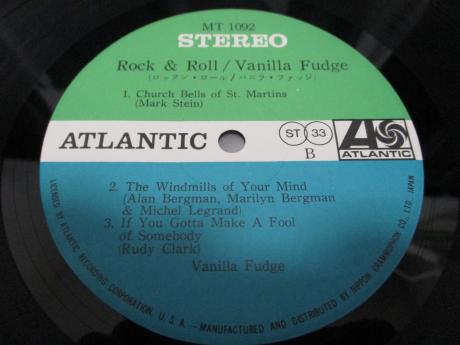 MT 1092
STEREO
Rock & Roll / Vanilla Fudge
(ロックン・ロール/バニラ・ファッジ)
1. Church Bells of St. Martins
(Mark Stein)
ATLANTIC
ST 33
B
ATLANTIC
2. The Windmills of Your Mind
(Alan Bergman, Marilyn Bergman
& Michel Legrand)
3. If You Gotta Make A Fool
of Somebody
(Rudy Clark)
Vanilla Fudge
LICENSED BY ATLANTIC RECORDING CORPORATION, U.S.A.—MANUFACTURED AND DISTRIBUTED BY NIPPON GRAMMOPHON CO., LTD., JAPAN